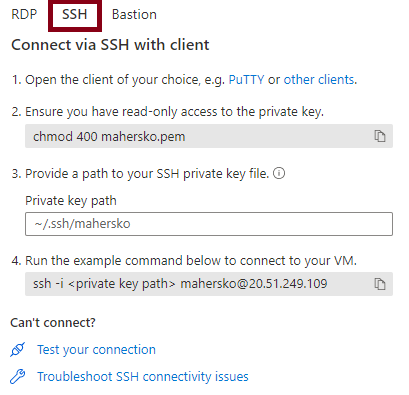 RDP SSH Bastion
Connect via SSH with client
1. Open the client of your choice, e.g. PuTTY or other clients.
2. Ensure you have read-only access to the private key.
chmod 400 mahersko.pem
3. Provide a path to your SSH private key file.
Private key path
~/.ssh/mahersko
4. Run the example command below to connect to your VM.
ssh -i <private key path> mahersko@20.51.249.109
Can't connect?
Test your connection
Troubleshoot SSH connectivity issues